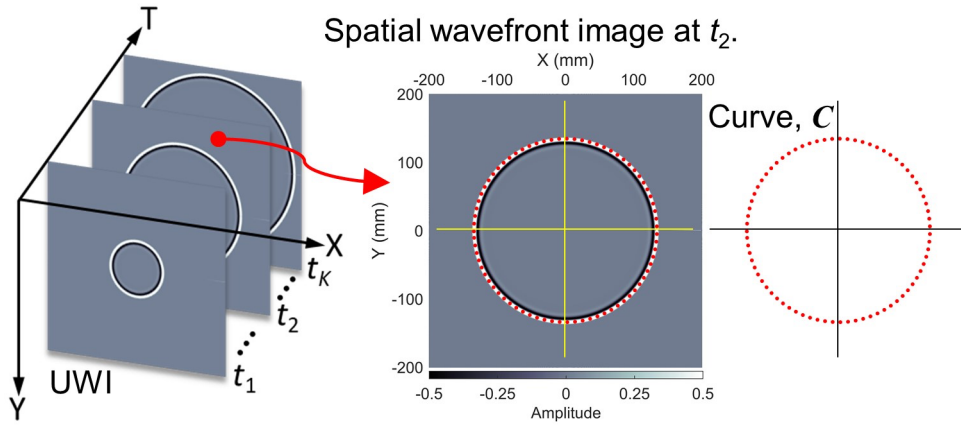 T
X
Y
UWI
t1
t2
tK
Spatial wavefront image at t2.
X (mm)
-200 -100 0 100 200
Y (mm)
200
100
0
-100
-200
-0.5 -0.25 0 0.25 0.5
Amplitude
Curve, C